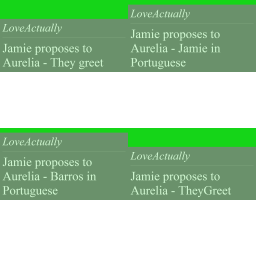 LoveActually
Jamie proposes to
Aurelia - They greet
LoveActually
Jamie proposes to
Aurelia - Jamie in
Portuguese
LoveActually
Jamie proposes to
Aurelia - Barros in
Portuguese
LoveActually
Jamie proposes to
Aurelia - TheyGreet